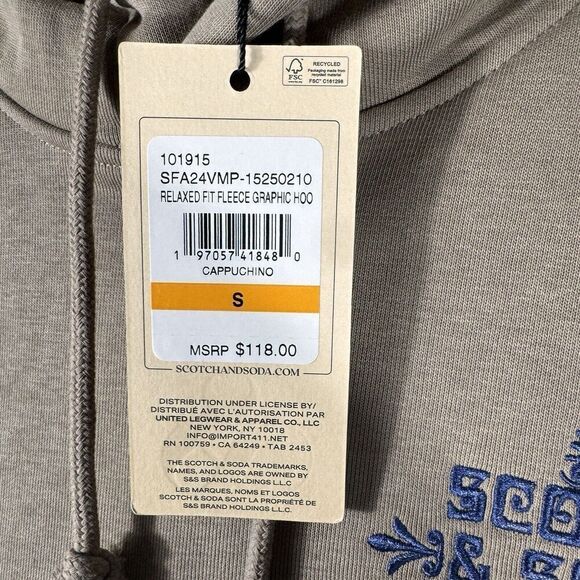 RECYCLED
Packaging made from
recycled material
FSC
FSC® C161298
101915
SFA24VMP-15250210
RELAXED FIT FLEECE GRAPHIC HOO
1 97057 41848 0
CAPPUCHINO
S
MSRP $118.00
SCOTCHANDSODA.COM
DISTRIBUTION UNDER LICENSE BY/
DISTRIBUÉ AVEC L'AUTORISATION PAR
UNITED LEGWEAR & APPAREL CO., LLC
NEW YORK, NY 10018
INFO@IMPORT411.NET
RN 100759 • CA 64249 • TAB 2453
THE SCOTCH & SODA TRADEMARKS,
NAMES, AND LOGOS ARE OWNED BY
S&S BRAND HOLDINGS L.L.C
LES MARQUES, NOMS ET LOGOS
SCOTCH & SODA SONT LA PROPRIÉTÉ DE
S&S BRAND HOLDINGS L.L.C.
SCO
&